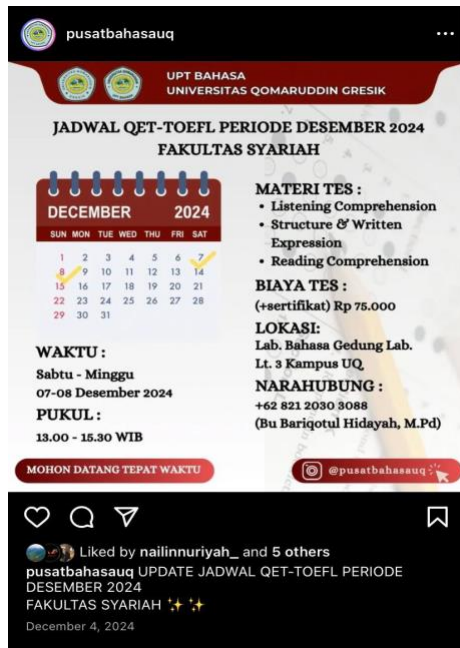 pusatbahasauq
UPT BAHASA
UNIVERSITAS QOMARUDDIN GRESIK
JADWAL QET-TOEFL PERIODE DESEMBER 2024
FAKULTAS SYARIAH
DECEMBER 2024
SUN MON TUE WED THU FRI SAT
1 2 3 4 5 6 7
8 9 10 11 12 13 14
15 16 17 18 19 20 21
22 23 24 25 26 27 28
29 30 31
WAKTU :
Sabtu - Minggu
07-08 Desember 2024
PUKUL :
13.00 - 15.30 WIB
MATERI TES :
• Listening Comprehension
• Structure & Written
Expression
• Reading Comprehension
BIAYA TES :
(+sertifikat) Rp 75.000
LOKASI:
Lab. Bahasa Gedung Lab.
Lt. 3 Kampus UQ
NARAHUBUNG :
+62 821 2030 3088
(Bu Bariqotul Hidayah, M.Pd)
MOHON DATANG TEPAT WAKTU
@pusatbahasauq
Liked by nailinnuriyah_ and 5 others
pusatbahasauq UPDATE JADWAL QET-TOEFL PERIODE
DESEMBER 2024
FAKULTAS SYARIAH ✨ ✨
December 4, 2024